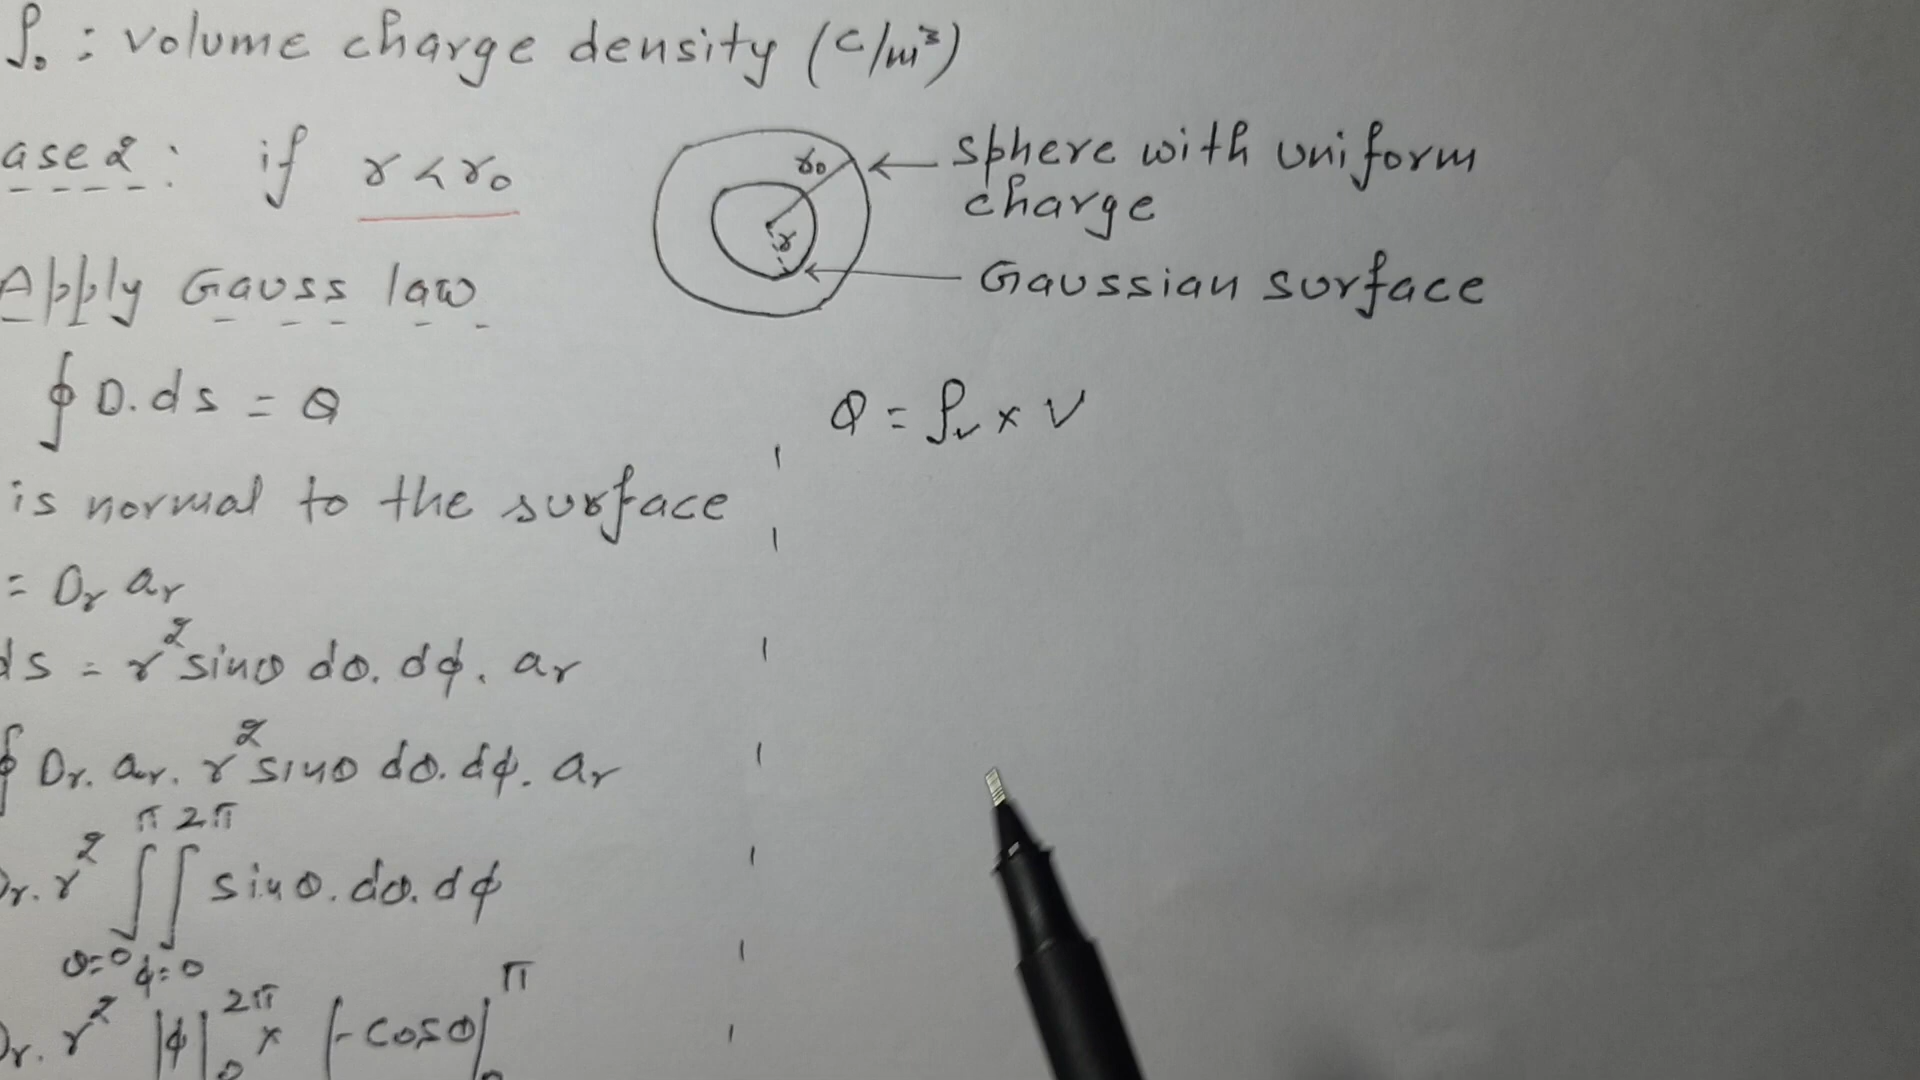 ρ₀ : volume charge density (c/m³)
ase 2 : if r < r₀
r₀
r
sphere with uniform
charge
Gaussian surface
Apply Gauss law
∮ D.ds = Q
Q = ρᵥ x V
is normal to the surface
= Dr ar
ds = r² sinθ dθ. dϕ. ar
∮ Dr. ar. r² sinθ dθ. dϕ. ar
Dr. r² ∫θ=0^π ∫ϕ=0^2π sinθ. dθ. dϕ
Dr. r² |ϕ|₀^2π x |-cosθ|₀^π